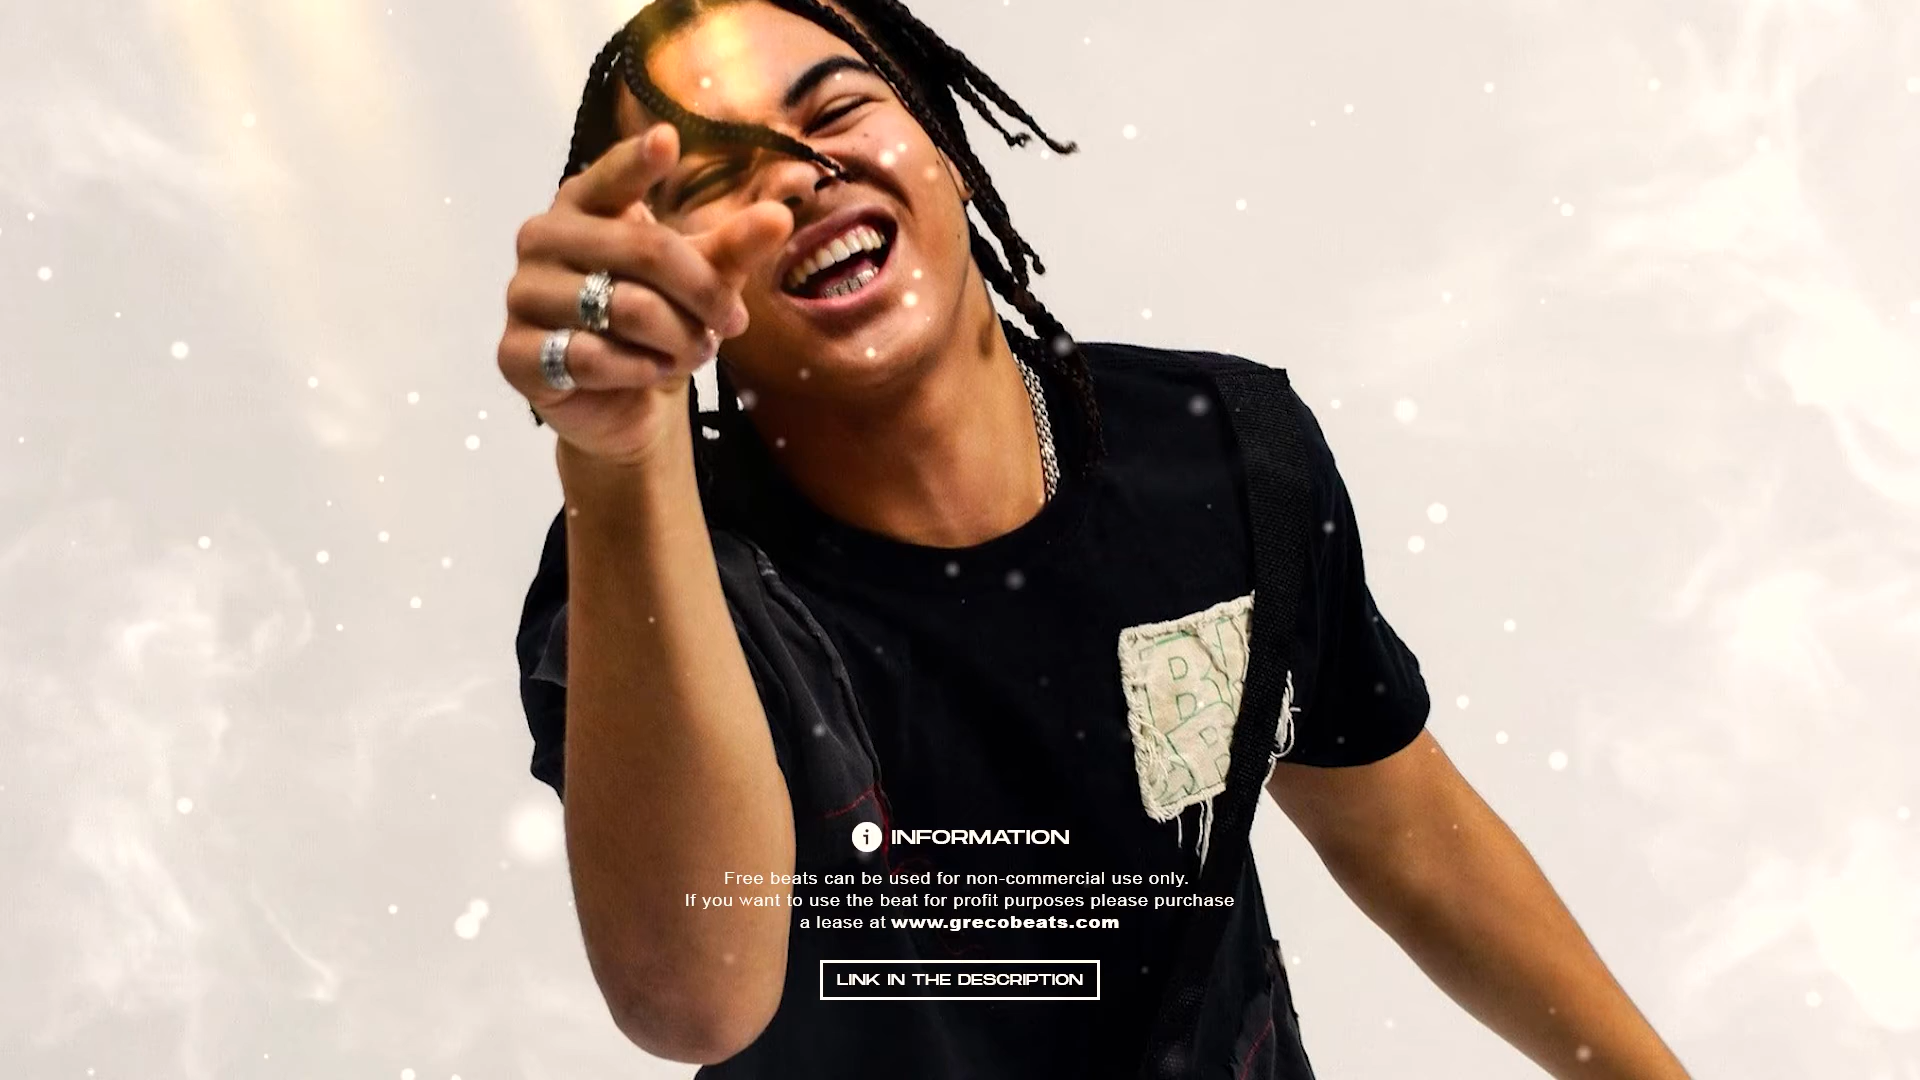 INFORMATION
Free beats can be used for non-commercial use only.
If you want to use the beat for profit purposes please purchase
a lease at www.grecobeats.com
LINK IN THE DESCRIPTION